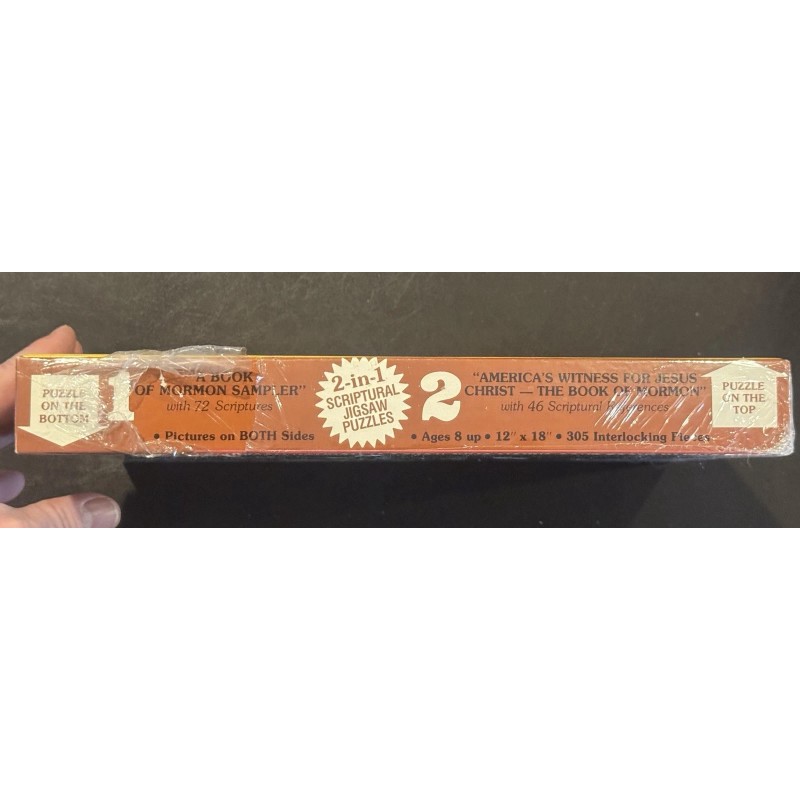 PUZZLE
ON THE
BOTTOM
1
"A BOOK
OF MORMON SAMPLER"
with 72 Scriptures
• Pictures on BOTH Sides
2-in-1
SCRIPTURAL
JIGSAW
PUZZLES
2
"AMERICA'S WITNESS FOR JESUS
CHRIST — THE BOOK OF MORMON"
with 46 Scriptural References
• Ages 8 up • 12" x 18" • 305 Interlocking Pieces
PUZZLE
ON THE
TOP